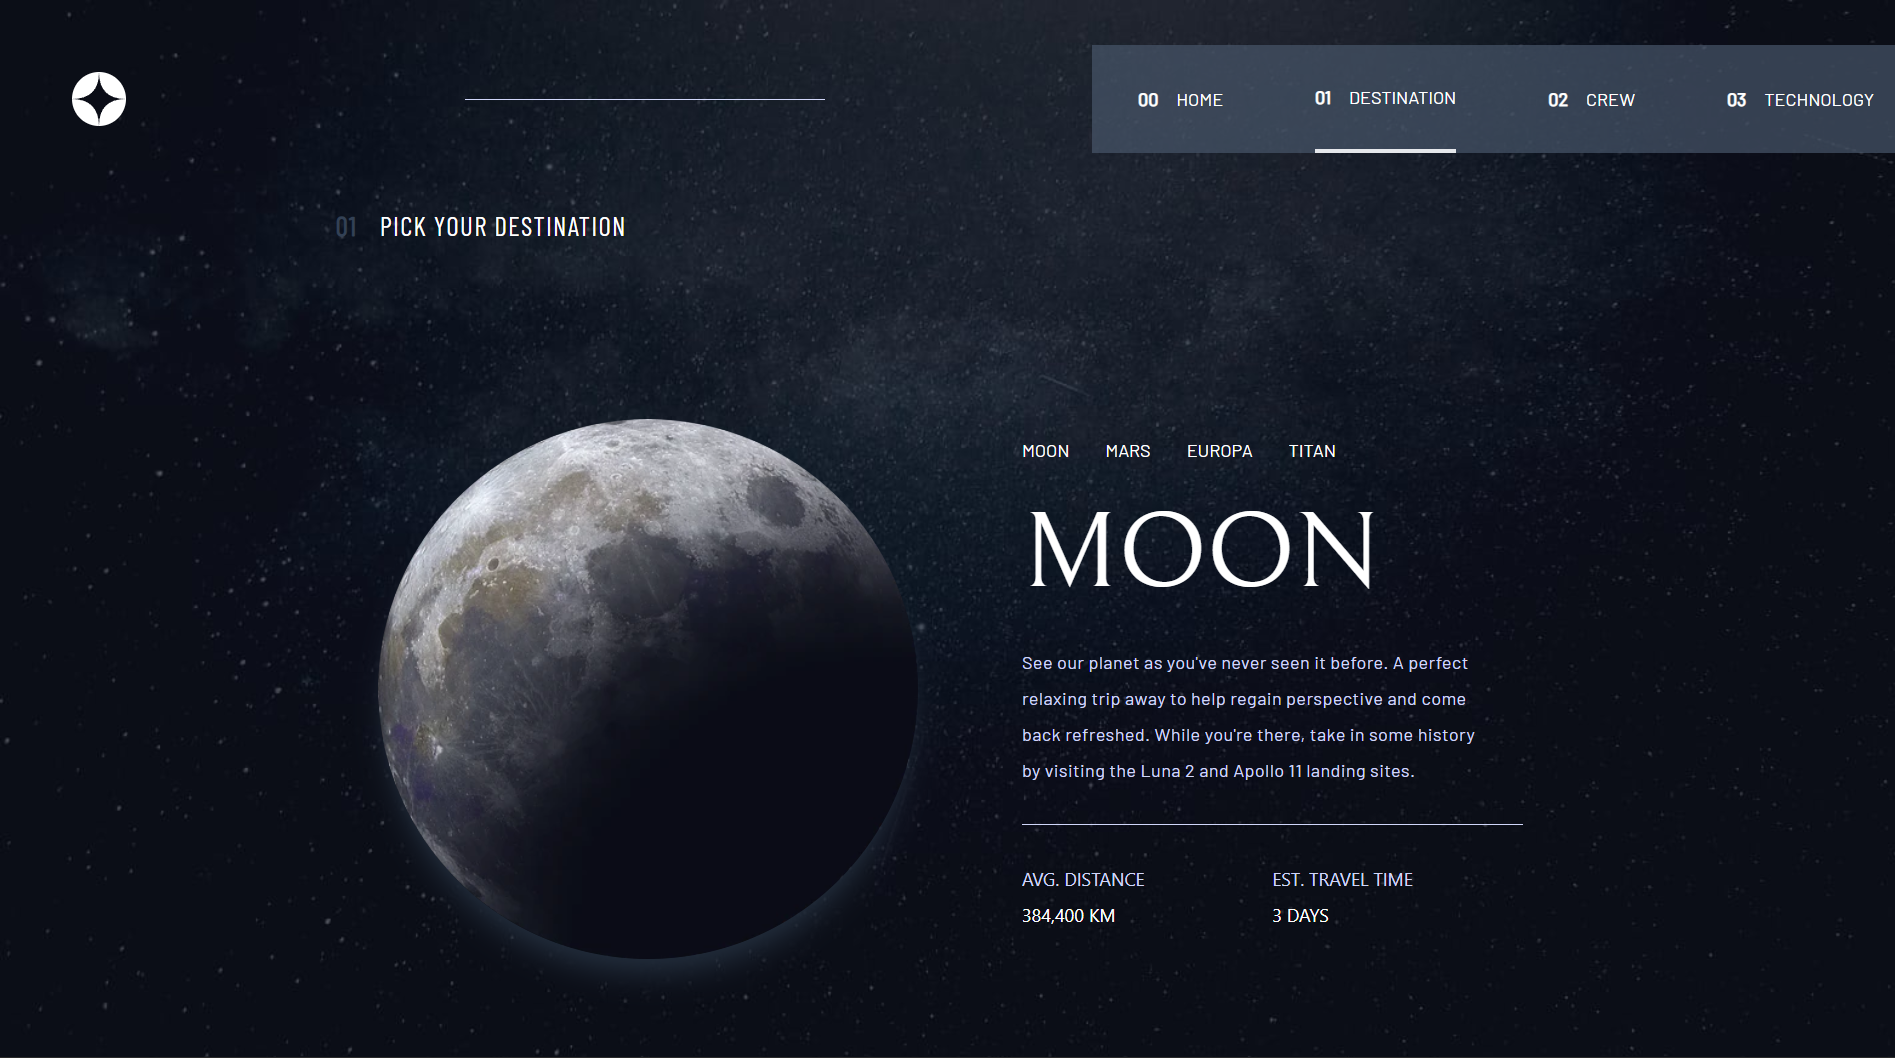 00 HOME 01 DESTINATION 02 CREW 03 TECHNOLOGY
01 PICK YOUR DESTINATION
MOON MARS EUROPA TITAN
MOON
See our planet as you've never seen it before. A perfect
relaxing trip away to help regain perspective and come
back refreshed. While you're there, take in some history
by visiting the Luna 2 and Apollo 11 landing sites.
AVG. DISTANCE EST. TRAVEL TIME
384,400 KM 3 DAYS